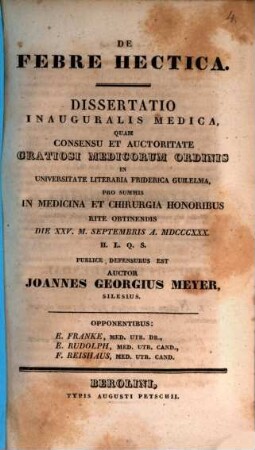 4.
DE
FEBRE HECTICA.
DISSERTATIO
INAUGURALIS MEDICA,
QUAM
CONSENSU ET AUCTORITATE
GRATIOSI MEDICORUM ORDINIS
IN
UNIVERSITATE LITERARIA FRIDERICA GUILELMA,
PRO SUMMIS
IN MEDICINA ET CHIRURGIA HONORIBUS
RITE OBTINENDIS
DIE XXV. M. SEPTEMBRIS A. MDCCCXXX.
H. L. Q. S.
PUBLICE DEFENSURUS EST
AUCTOR
JOANNES GEORGIUS MEYER,
SILESIUS.
OPPONENTIBUS:
E. FRANKE, MED. UTR. DR.,
E. RUDOLPH, MED. UTR. CAND.,
F. REISHAUS, MED. UTR. CAND.
BEROLINI,
TYPIS AUGUSTI PETSCHII.